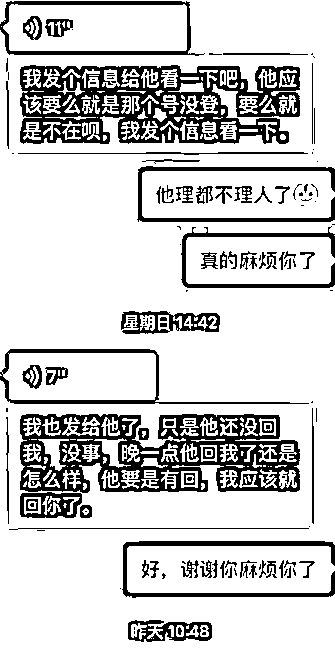 11"
我发个信息给他看一下吧，他应
该要么就是那个号没登，要么就
是不在呗，我发个信息看一下。
他理都不理人了
真的麻烦你了
星期日 14:42
7"
我也发给他了，只是他还没回
我，没事，晚一点他回我了还是
怎么样，他要是有回，我应该就
回你了。
好，谢谢你麻烦你了
昨天 10:48